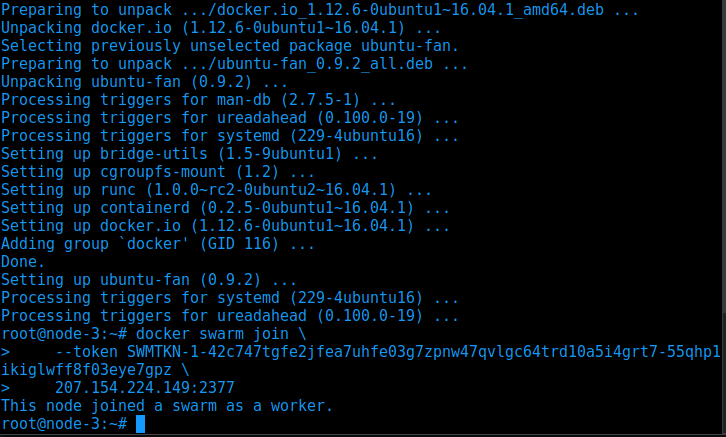 Preparing to unpack .../docker.io_1.12.6-0ubuntu1~16.04.1_amd64.deb ...
Unpacking docker.io (1.12.6-0ubuntu1~16.04.1) ...
Selecting previously unselected package ubuntu-fan.
Preparing to unpack .../ubuntu-fan_0.9.2_all.deb ...
Unpacking ubuntu-fan (0.9.2) ...
Processing triggers for man-db (2.7.5-1) ...
Processing triggers for ureadahead (0.100.0-19) ...
Processing triggers for systemd (229-4ubuntu16) ...
Setting up bridge-utils (1.5-9ubuntu1) ...
Setting up cgroupfs-mount (1.2) ...
Setting up runc (1.0.0~rc2-0ubuntu2~16.04.1) ...
Setting up containerd (0.2.5-0ubuntu1~16.04.1) ...
Setting up docker.io (1.12.6-0ubuntu1~16.04.1) ...
Adding group `docker' (GID 116) ...
Done.
Setting up ubuntu-fan (0.9.2) ...
Processing triggers for systemd (229-4ubuntu16) ...
Processing triggers for ureadahead (0.100.0-19) ...
root@node-3:~# docker swarm join \
>     --token SWMTKN-1-42c747tgfe2jfea7uhfe03g7zpnw47qvlgc64trd10a5i4grt7-55qhp1
ikiglwff8f03eye7gpz \
>     207.154.224.149:2377
This node joined a swarm as a worker.
root@node-3:~#